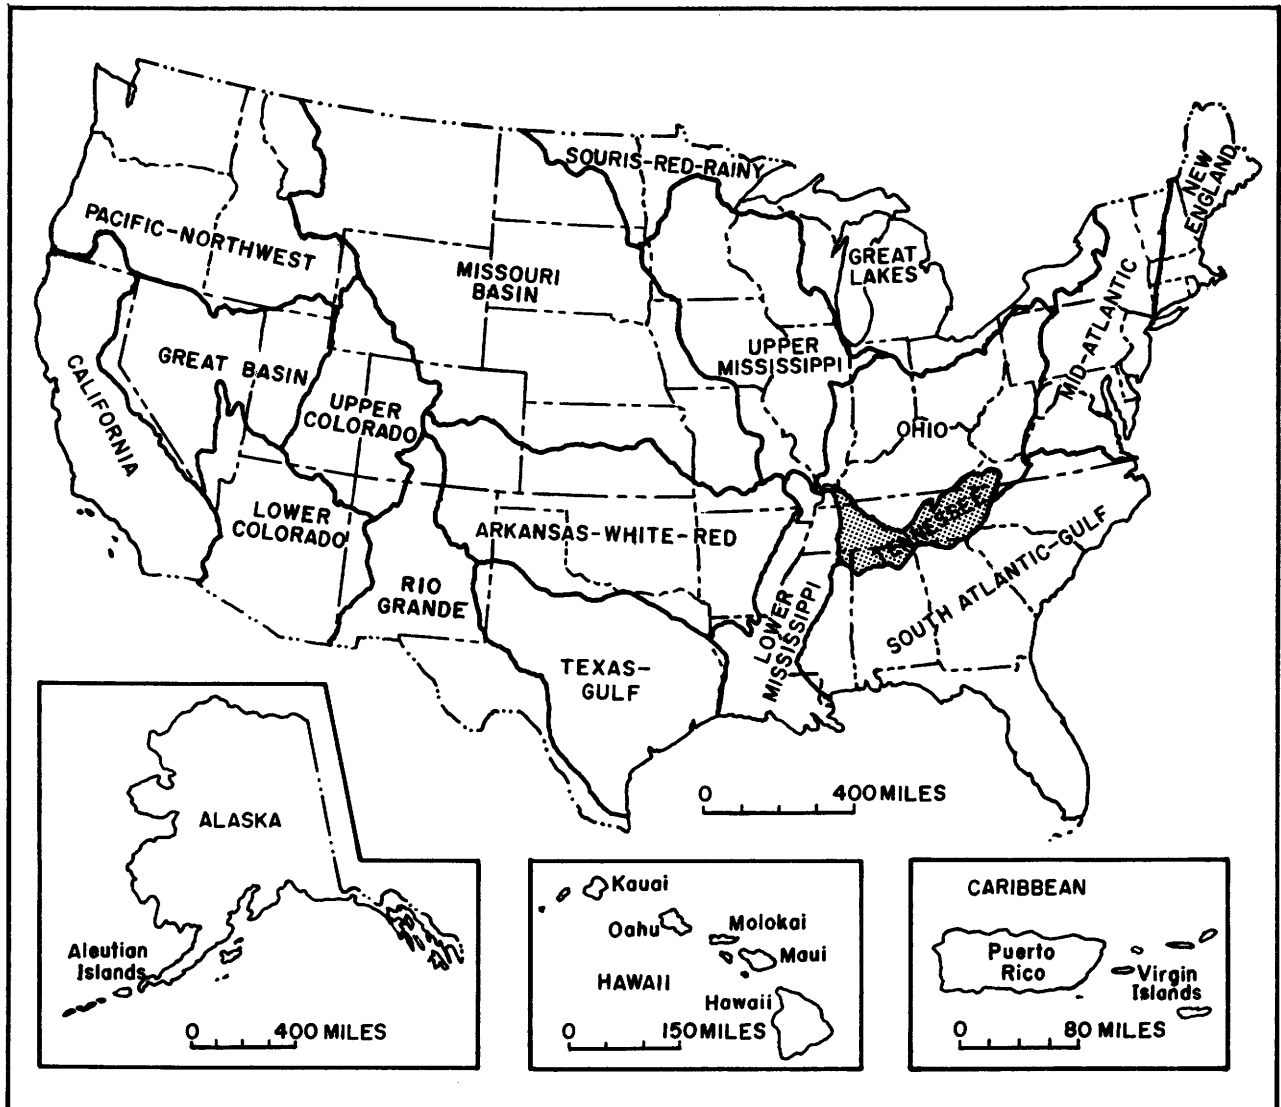 SOURIS-RED-RAINY
NEW
ENGLAND
PACIFIC-NORTHWEST
MISSOURI
BASIN
GREAT
LAKES
MID-ATLANTIC
GREAT BASIN
UPPER
MISSISSIPPI
CALIFORNIA
UPPER
COLORADO
OHIO
LOWER
COLORADO
ARKANSAS-WHITE-RED
TENNESSEE
SOUTH ATLANTIC-GULF
RIO
GRANDE
LOWER
MISSISSIPPI
TEXAS-
GULF
0 400 MILES
ALASKA
Aleutian
Islands
0 400 MILES
Kauai
Oahu
Molokai
Maui
HAWAII
Hawaii
0 150 MILES
CARIBBEAN
Puerto
Rico
Virgin
Islands
0 80 MILES